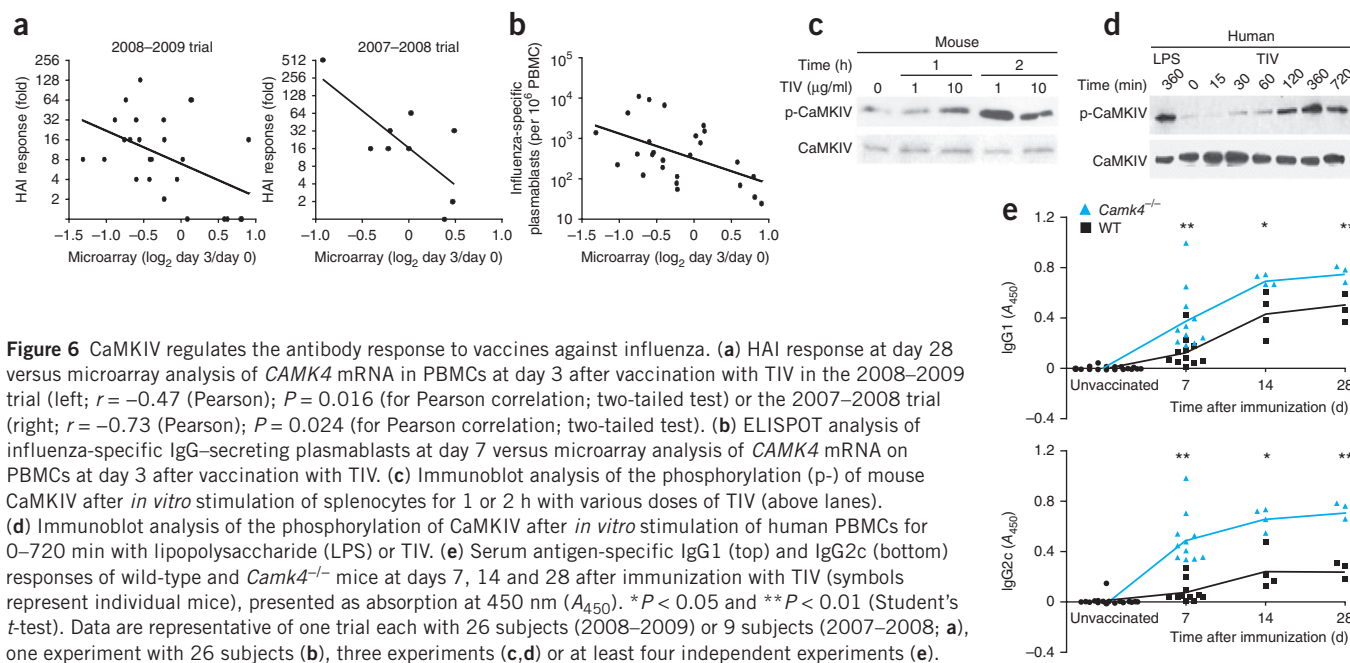 a
2008–2009 trial
HAI response (fold)
256
128
64
32
16
8
4
2
–1.5 –1.0 –0.5 0 0.5 1.0
Microarray (log2 day 3/day 0)
2007–2008 trial
HAI response (fold)
512
256
128
64
32
16
8
4
2
–1.0 –0.5 0 0.5 1.0
Microarray (log2 day 3/day 0)
b
Influenza-specific
plasmablasts (per 10^6 PBMC)
10^5
10^4
10^3
10^2
10
–1.5 –1.0 –0.5 0 0.5 1.0
Microarray (log2 day 3/day 0)
c
Mouse
Time (h) 1 2
TIV (μg/ml) 0 1 10 1 10
p-CaMKIV
CaMKIV
d
Human
LPS TIV
Time (min) 360 0 15 30 60 120 360 720
p-CaMKIV
CaMKIV
e
Camk4–/–
WT
IgG1 (A450)
1.2
0.8
0.4
0
–0.4
** * **
Unvaccinated 7 14 28
Time after immunization (d)
IgG2c (A450)
1.2
0.8
0.4
0
–0.4
** * **
Unvaccinated 7 14 28
Time after immunization (d)
Figure 6 CaMKIV regulates the antibody response to vaccines against influenza. (a) HAI response at day 28
versus microarray analysis of CAMK4 mRNA in PBMCs at day 3 after vaccination with TIV in the 2008–2009
trial (left; r = –0.47 (Pearson); P = 0.016 (for Pearson correlation; two-tailed test) or the 2007–2008 trial
(right; r = –0.73 (Pearson); P = 0.024 (for Pearson correlation; two-tailed test). (b) ELISPOT analysis of
influenza-specific IgG–secreting plasmablasts at day 7 versus microarray analysis of CAMK4 mRNA on
PBMCs at day 3 after vaccination with TIV. (c) Immunoblot analysis of the phosphorylation (p-) of mouse
CaMKIV after in vitro stimulation of splenocytes for 1 or 2 h with various doses of TIV (above lanes).
(d) Immunoblot analysis of the phosphorylation of CaMKIV after in vitro stimulation of human PBMCs for
0–720 min with lipopolysaccharide (LPS) or TIV. (e) Serum antigen-specific IgG1 (top) and IgG2c (bottom)
responses of wild-type and Camk4–/– mice at days 7, 14 and 28 after immunization with TIV (symbols
represent individual mice), presented as absorption at 450 nm (A450). *P < 0.05 and **P < 0.01 (Student's
t-test). Data are representative of one trial each with 26 subjects (2008–2009) or 9 subjects (2007–2008; a),
one experiment with 26 subjects (b), three experiments (c,d) or at least four independent experiments (e).